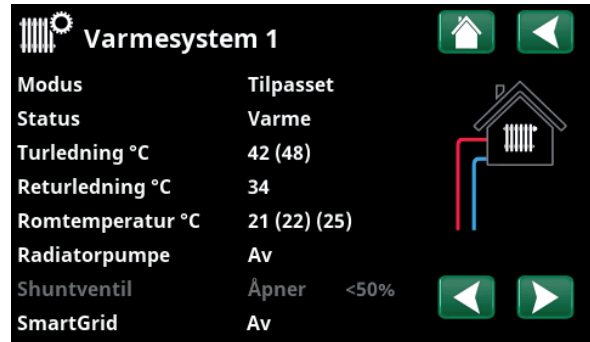 Varmesystem 1
Modus Tilpasset
Status Varme
Turledning °C 42 (48)
Returledning °C 34
Romtemperatur °C 21 (22) (25)
Radiatorpumpe Av
Shuntventil Åpner <50%
SmartGrid Av